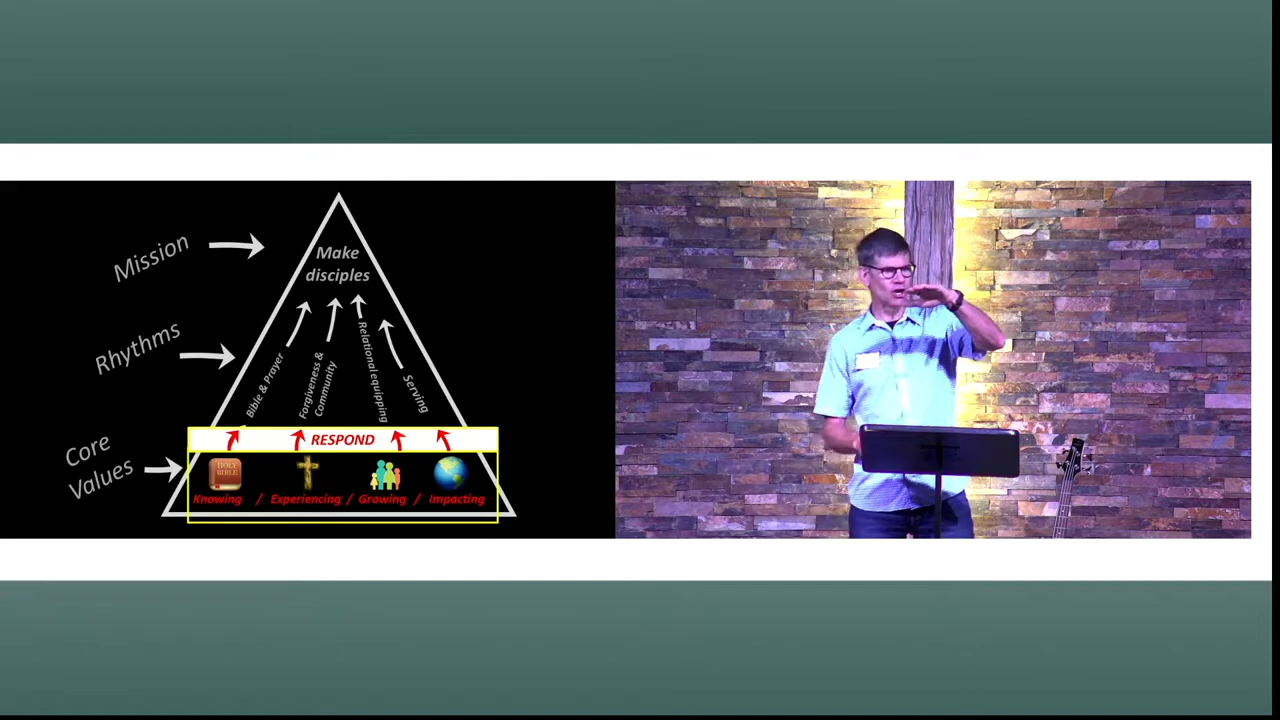 Mission
Make
disciples
Rhythms
Bible & Prayer
Forgiveness &
Community
Relational equipping
Serving
Core
Values
RESPOND
HOLY
BIBLE
Knowing / Experiencing / Growing / Impacting